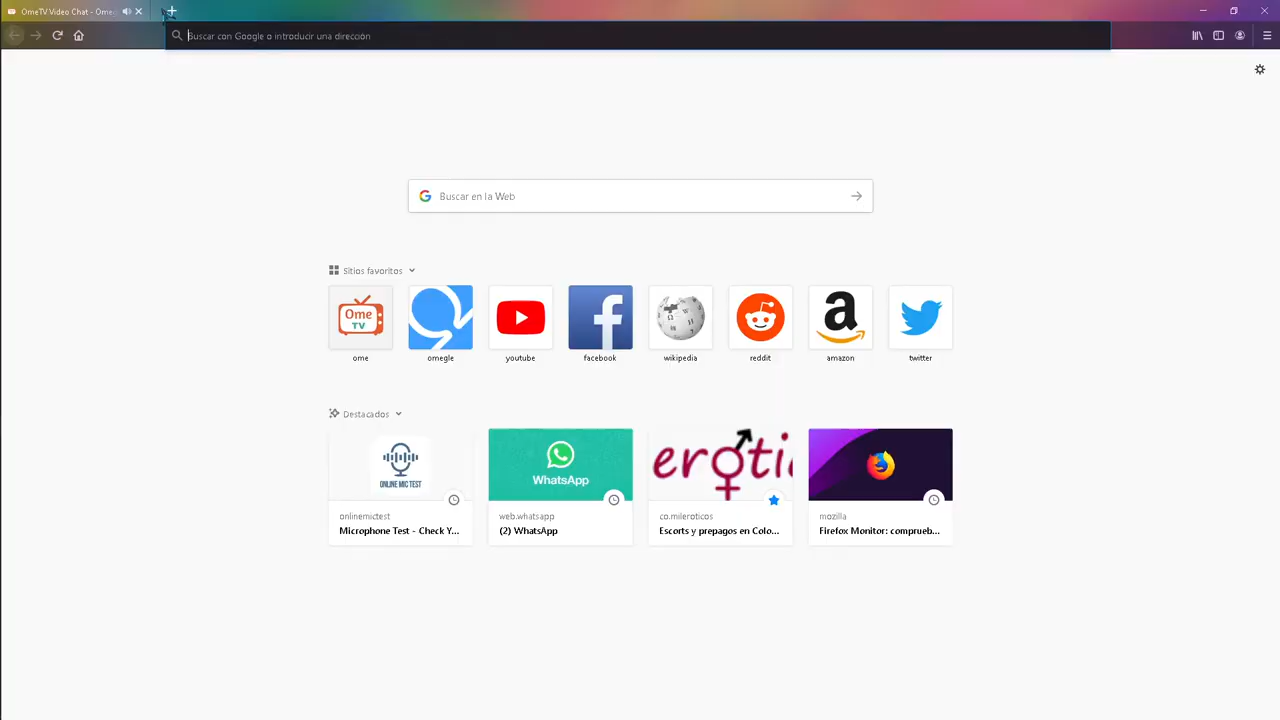 OmeTV Video Chat - Ome
Buscar con Google o introducir una dirección
Buscar en la Web
Sitios favoritos
Ome
TV
ome
omegle
youtube
facebook
wikipedia
reddit
a
amazon
twitter
Destacados
ONLINE MIC TEST
onlinemictest
Microphone Test - Check Y...
WhatsApp
web.whatsapp
(2) WhatsApp
erotic
co.mileroticos
Escorts y prepagos en Colo...
mozilla
Firefox Monitor: comprueb...